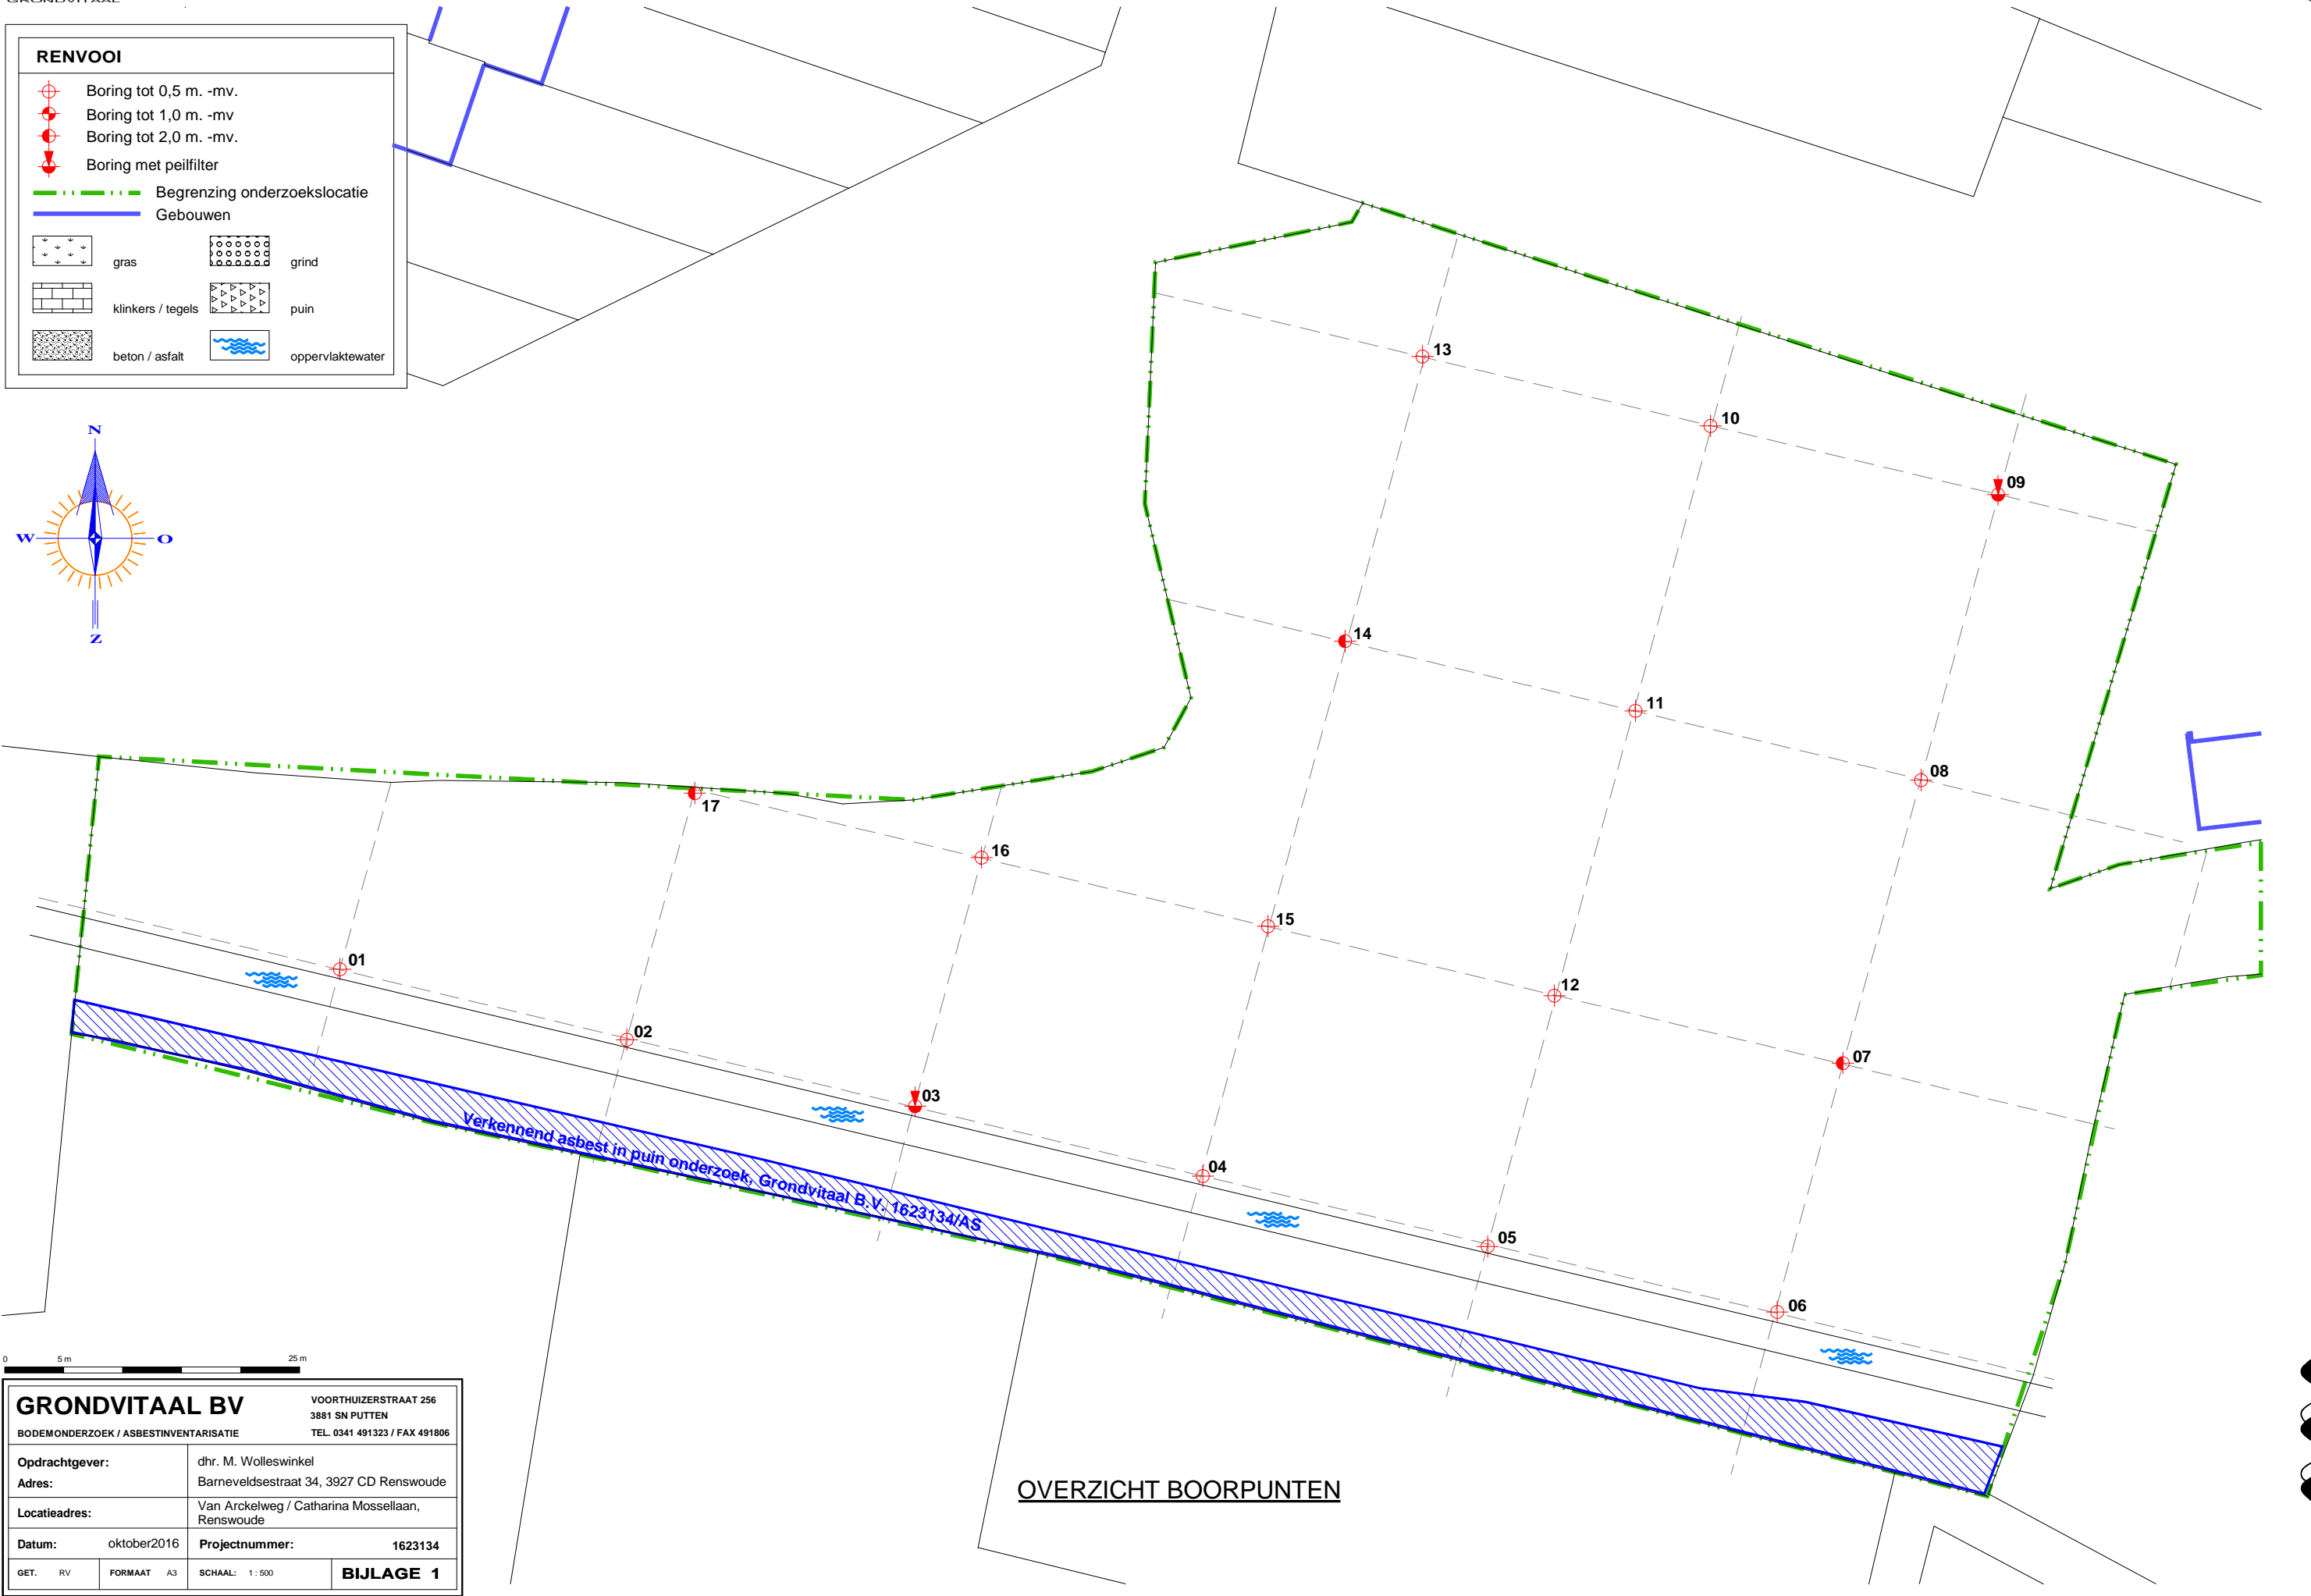 GRONDVITAAL
RENVOOI
Boring tot 0,5 m. -mv.
Boring tot 1,0 m. -mv
Boring tot 2,0 m. -mv.
Boring met peilfilter
Begrenzing onderzoekslocatie
Gebouwen
gras
grind
klinkers / tegels
puin
beton / asfalt
oppervlaktewater
N
W
O
Z
13
10
09
14
11
08
17
16
15
12
07
01
02
03
04
05
06
Verkennend asbest in puin onderzoek, Grondvitaal B.V. 1623134/AS
OVERZICHT BOORPUNTEN
0 5 m 25 m
GRONDVITAAL BV
BODEMONDERZOEK / ASBESTINVENTARISATIE
VOORTHUIZERSTRAAT 256
3881 SN PUTTEN
TEL. 0341 491323 / FAX 491806
Opdrachtgever: dhr. M. Wolleswinkel
Adres: Barneveldsestraat 34, 3927 CD Renswoude
Locatieadres: Van Arckelweg / Catharina Mossellaan,
Renswoude
Datum: oktober2016 Projectnummer: 1623134
GET. RV FORMAAT A3 SCHAAL: 1 : 500 BIJLAGE 1